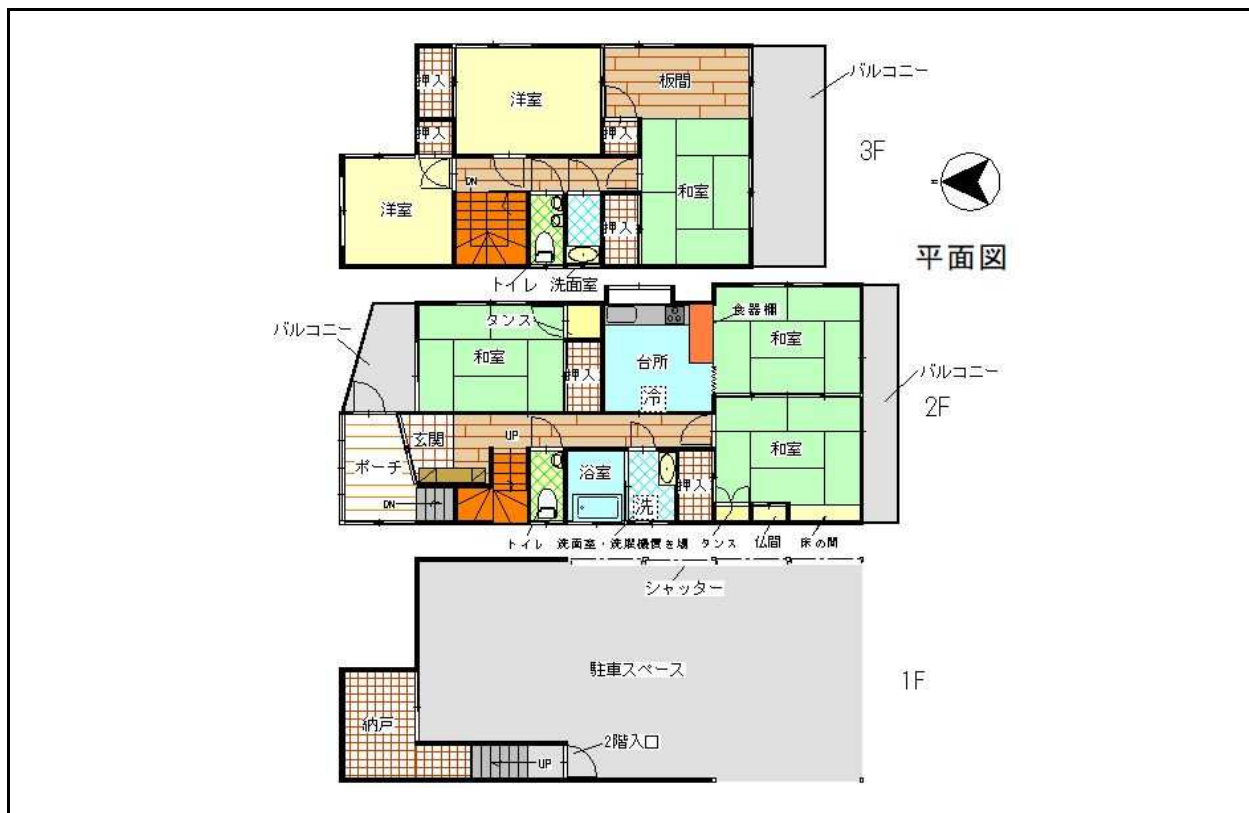 バルコニー
押入
洋室
板間
押入
押入
3F
N
洋室
DN
和室
押入
平面図
トイレ
洗面室
バルコニー
タンス
食器棚
和室
和室
台所
押入
冷
バルコニー
2F
玄関
UP
和室
ポーチ
浴室
押入
DN
洗
トイレ
洗面室・洗濯機置き場
タンス
仏間
床の間
シャッター
駐車スペース
1F
納戸
2階入口
UP